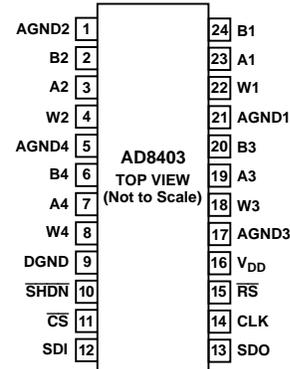 AGND2 1
B2 2
A2 3
W2 4
AGND4 5
B4 6
A4 7
W4 8
DGND 9
SHDN 10
CS 11
SDI 12
AD8403
TOP VIEW
(Not to Scale)
24 B1
23 A1
22 W1
21 AGND1
20 B3
19 A3
18 W3
17 AGND3
16 VDD
15 RS
14 CLK
13 SDO